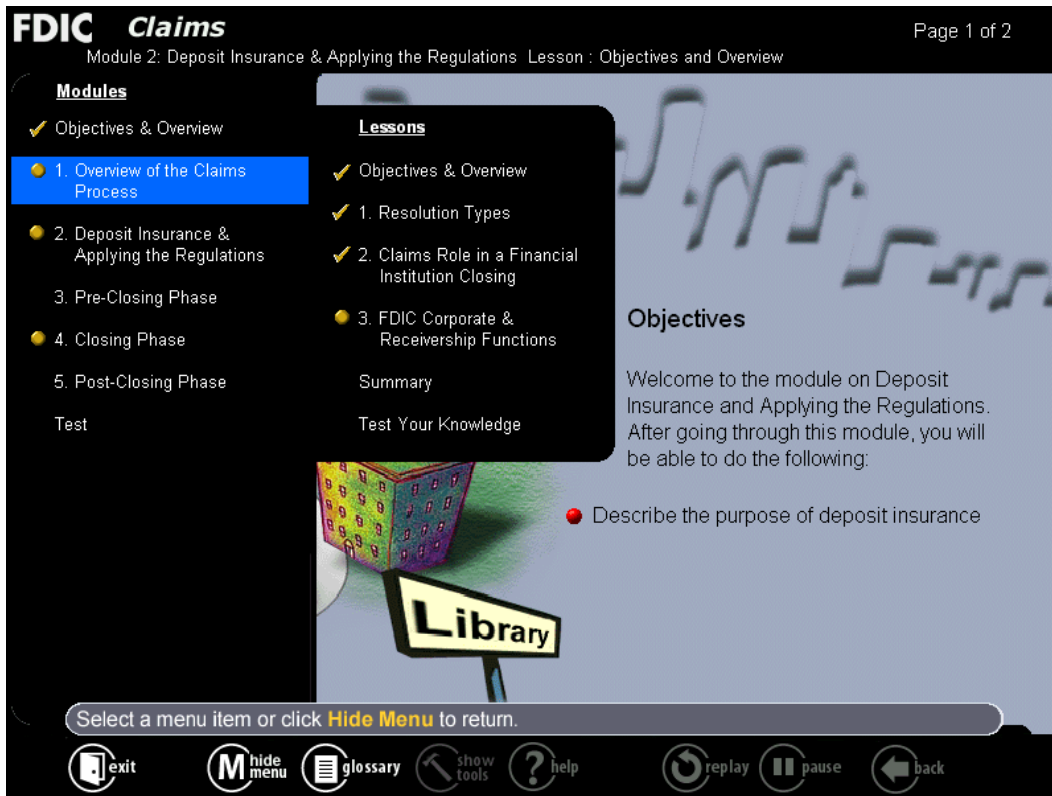 FDIC Claims
Page 1 of 2
Module 2: Deposit Insurance & Applying the Regulations Lesson : Objectives and Overview
Modules
Objectives & Overview
1. Overview of the Claims
Process
2. Deposit Insurance &
Applying the Regulations
3. Pre-Closing Phase
4. Closing Phase
5. Post-Closing Phase
Test
Lessons
Objectives & Overview
1. Resolution Types
2. Claims Role in a Financial
Institution Closing
3. FDIC Corporate &
Receivership Functions
Summary
Test Your Knowledge
Objectives
Welcome to the module on Deposit
Insurance and Applying the Regulations.
After going through this module, you will
be able to do the following:
Describe the purpose of deposit insurance
Library
Select a menu item or click Hide Menu to return.
exit
M hide
menu
glossary
show
tools
? help
replay
pause
back